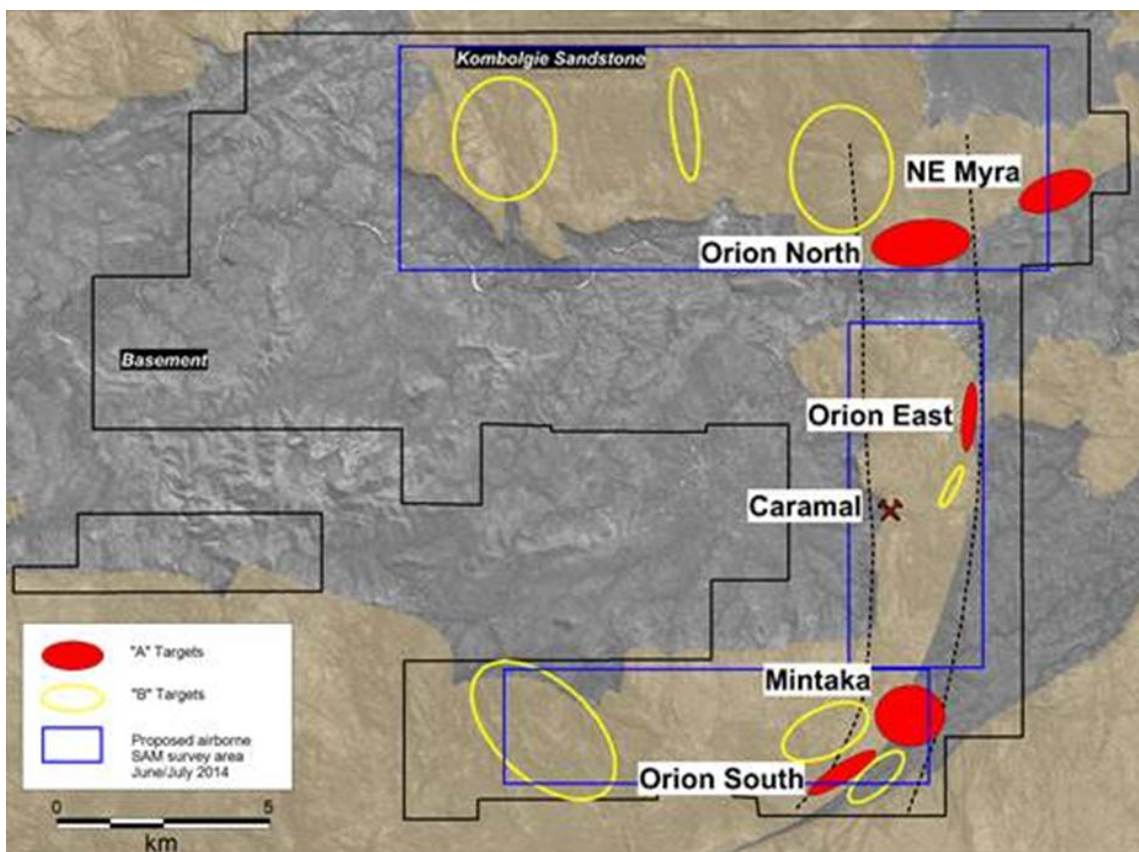 Kombolgie Sandstone
NE Myra
Orion North
Basement
Orion East
Caramal
Mintaka
Orion South
"A" Targets
"B" Targets
Proposed airborne
SAM survey area
June/July 2014
0 5
km